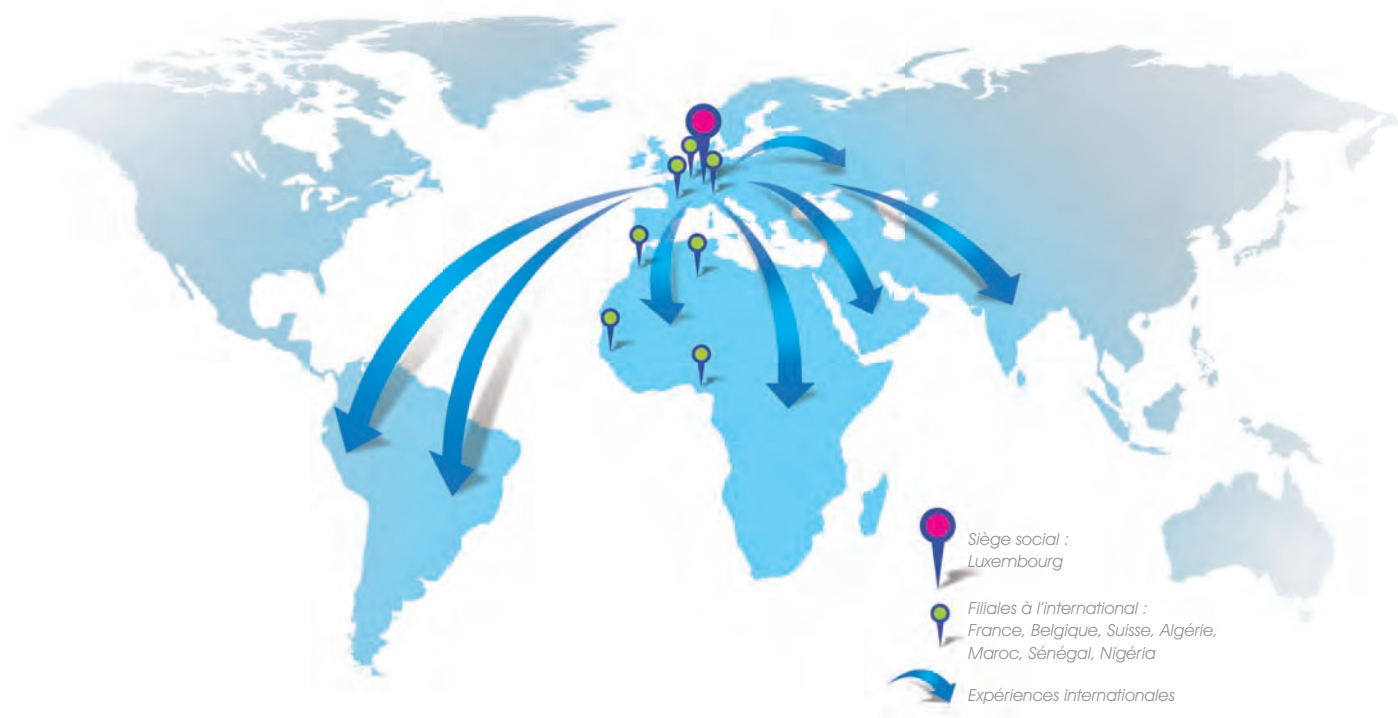 Siège social :
Luxembourg
Filiales à l'international :
France, Belgique, Suisse, Algérie,
Maroc, Sénégal, Nigéria
Expériences internationales